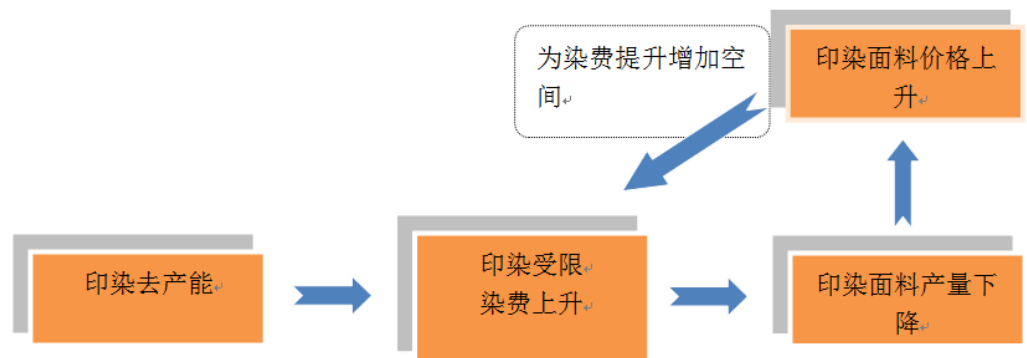 为染费提升增加空
间
印染面料价格上
升
印染去产能
印染受限
染费上升
印染面料产量下
降